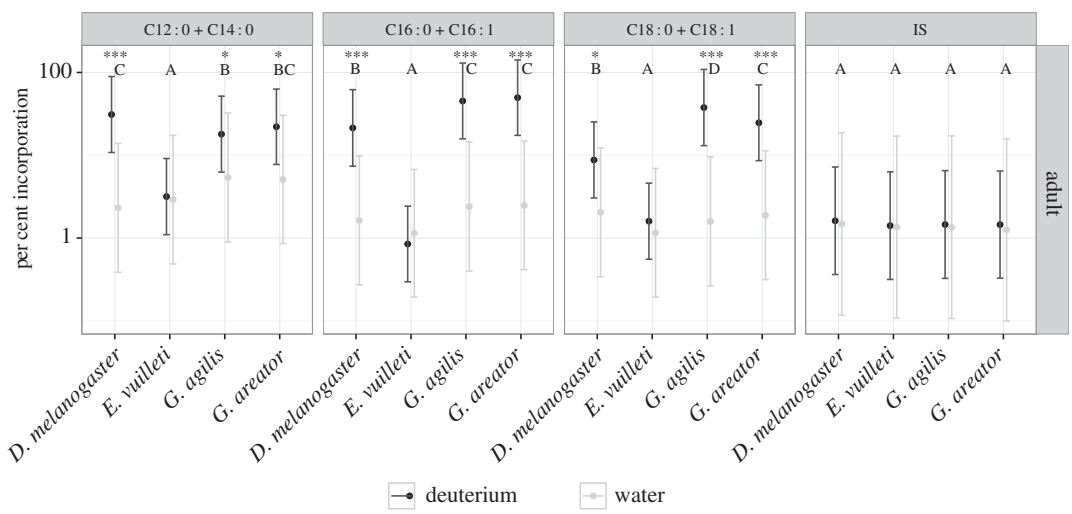 C12:0 + C14:0 C16:0 + C16:1 C18:0 + C18:1 IS
*** * * *** *** *** * *** ***
100 C A B BC B A C C B A D C A A A A
1
per cent incorporation
adult
D. melanogaster E. vuilleti G. agilis G. areator D. melanogaster E. vuilleti G. agilis G. areator D. melanogaster E. vuilleti G. agilis G. areator D. melanogaster E. vuilleti G. agilis G. areator
deuterium water